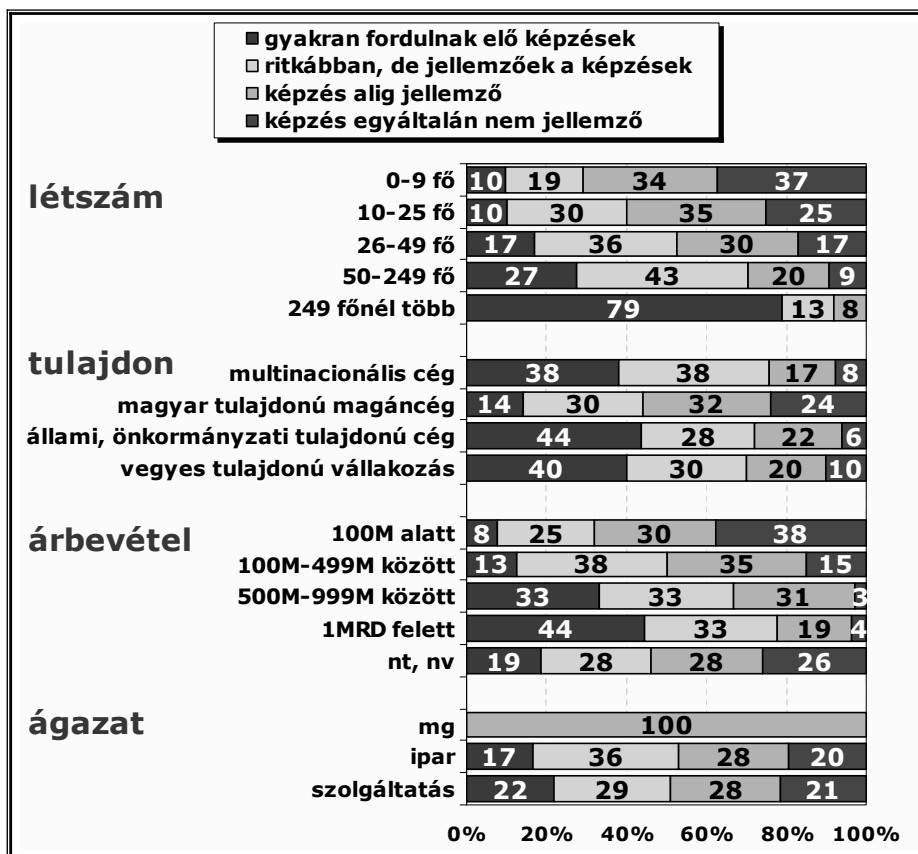 gyakran fordulnak elő képzések
ritkábban, de jellemzőek a képzések
képzés alig jellemző
képzés egyáltalán nem jellemző
létszám
0-9 fő 10 19 34 37
10-25 fő 10 30 35 25
26-49 fő 17 36 30 17
50-249 fő 27 43 20 9
249 főnél több 79 13 8
tulajdon
multinacionális cég 38 38 17 8
magyar tulajdonú magáncég 14 30 32 24
állami, önkormányzati tulajdonú cég 44 28 22 6
vegyes tulajdonú vállakozás 40 30 20 10
árbevétel
100M alatt 8 25 30 38
100M-499M között 13 38 35 15
500M-999M között 33 33 31 3
1MRD felett 44 33 19 4
nt, nv 19 28 28 26
ágazat
mg 100
ipar 17 36 28 20
szolgáltatás 22 29 28 21
0% 20% 40% 60% 80% 100%